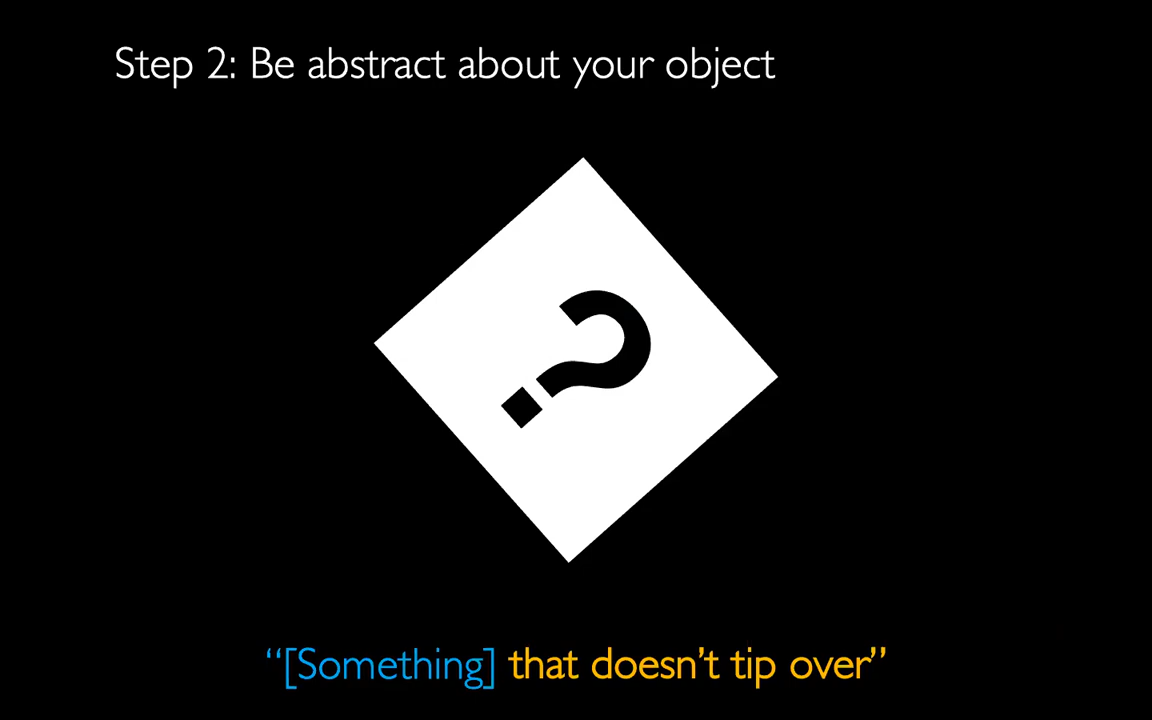 Step 2: Be abstract about your object
?
“[Something] that doesn’t tip over”